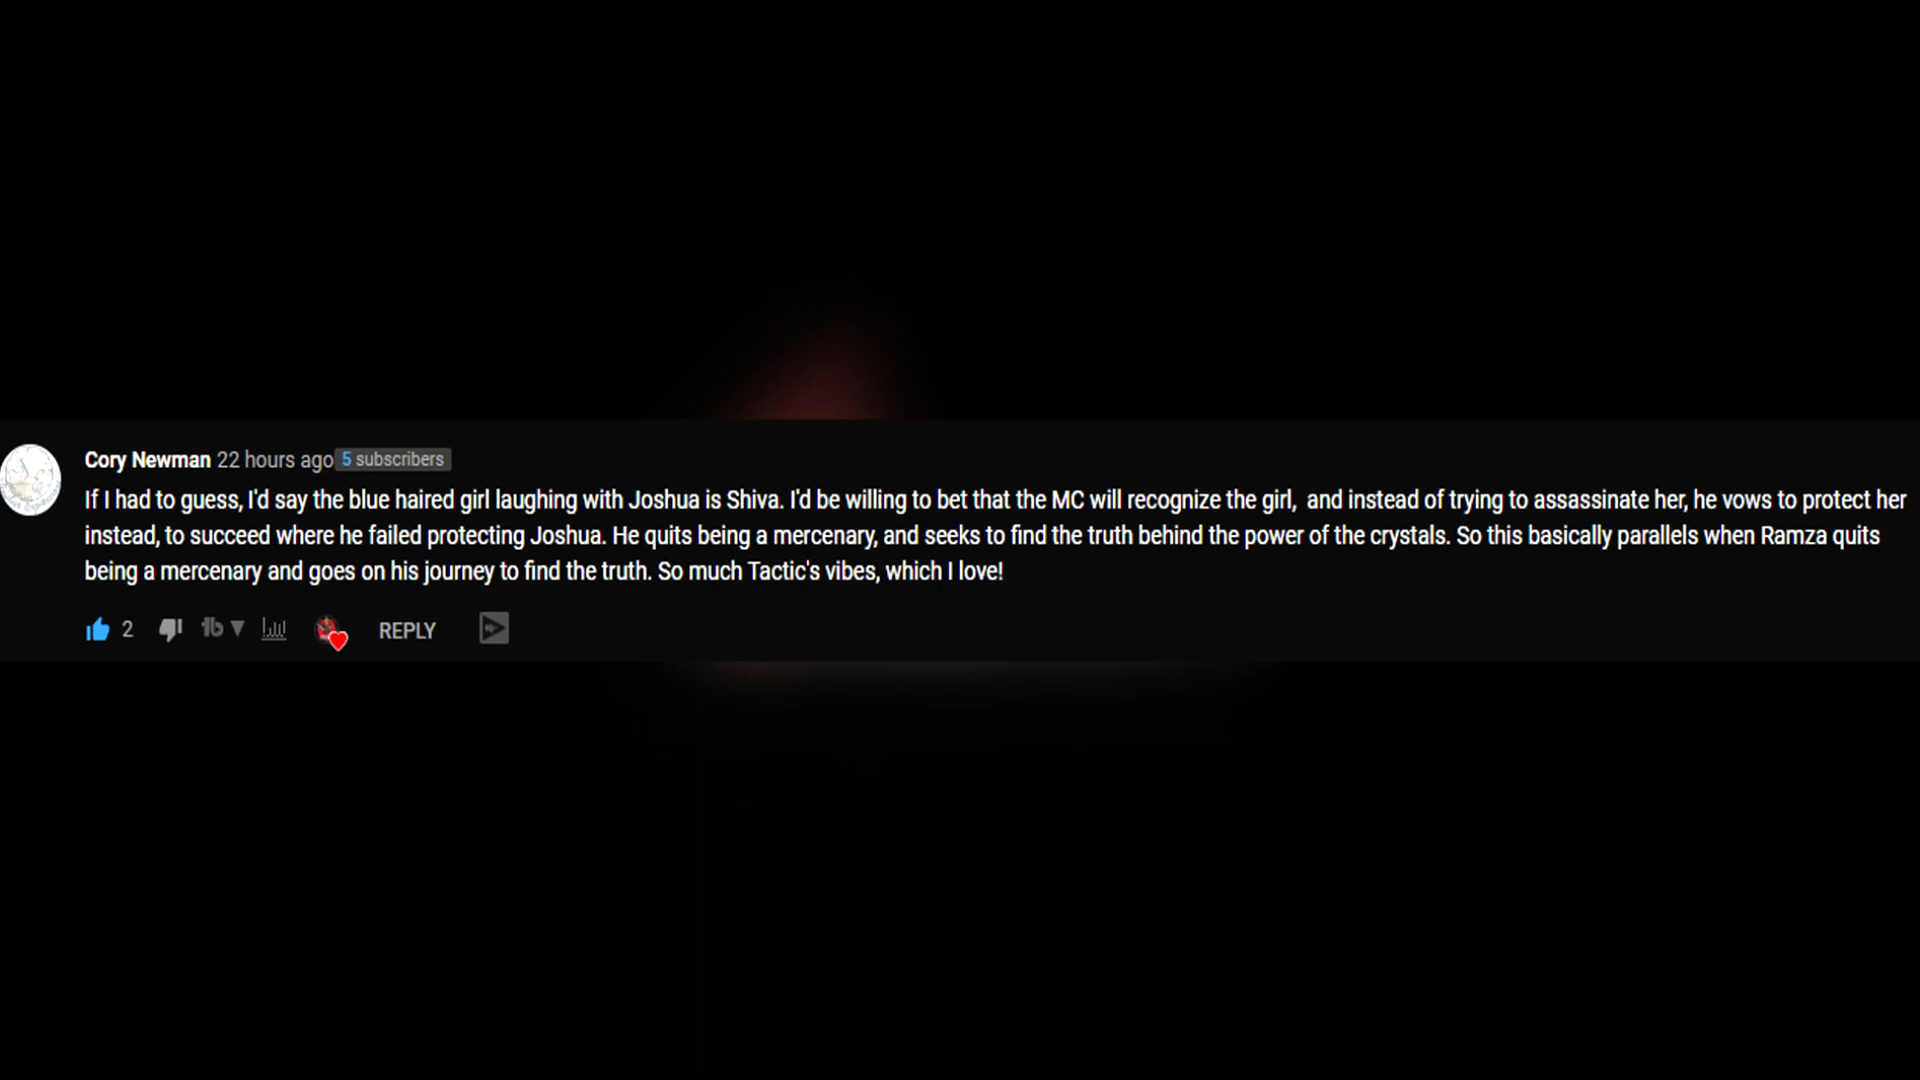 Cory Newman 22 hours ago 5 subscribers
If I had to guess, I'd say the blue haired girl laughing with Joshua is Shiva. I'd be willing to bet that the MC will recognize the girl,  and instead of trying to assassinate her, he vows to protect her
instead, to succeed where he failed protecting Joshua. He quits being a mercenary, and seeks to find the truth behind the power of the crystals. So this basically parallels when Ramza quits
being a mercenary and goes on his journey to find the truth. So much Tactic's vibes, which I love!
2 tb REPLY